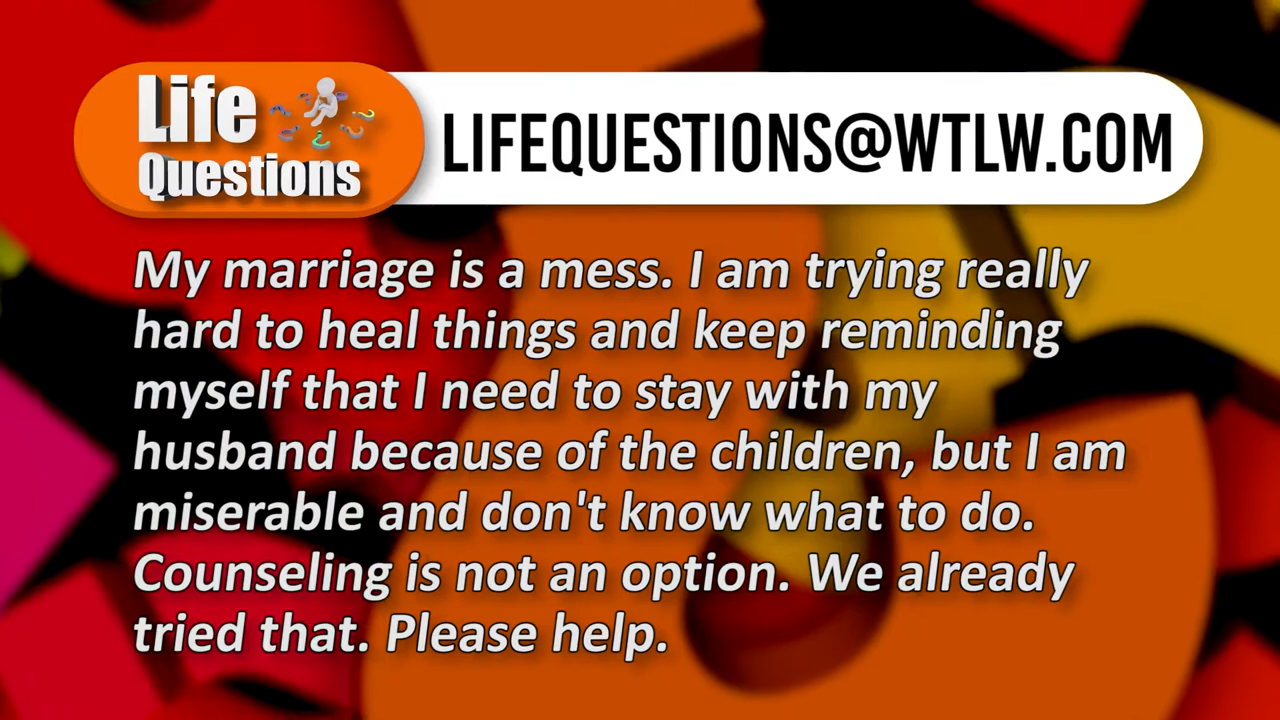 Life
Questions
LIFEQUESTIONS@WTLW.COM
My marriage is a mess. I am trying really
hard to heal things and keep reminding
myself that I need to stay with my
husband because of the children, but I am
miserable and don't know what to do.
Counseling is not an option. We already
tried that. Please help.